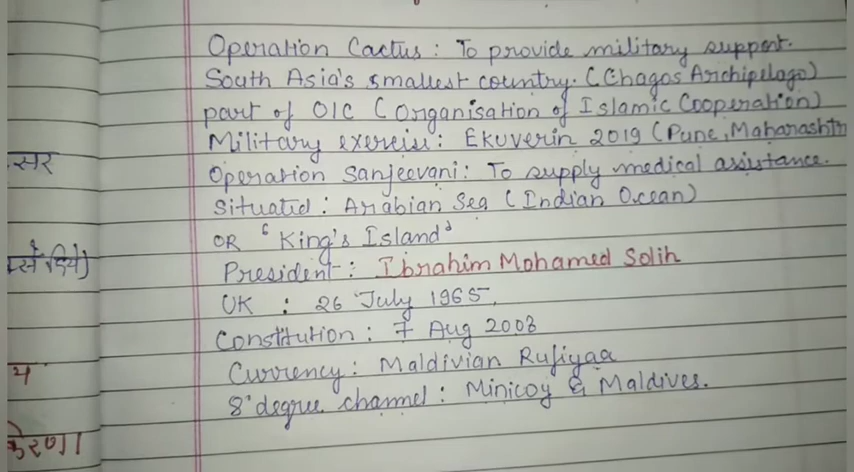 Operation Cactus: To provide military support.
South Asia's smallest country. (Chagos Archipelago)
part of OIC (Organisation of Islamic Cooperation)
Military exercise: EKUVERIN 2019 (Pune, Maharashtra
सर
Operation Sanjeevani: To supply medical assistance.
Situated: Arabian Sea (Indian Ocean)
OR 'King's Island'
President: Ibrahim Mohamed Solih
UK : 26 July 1965.
Constitution: 7 Aug 2008
य
Currency: Maldivian Rufiyaa
8° degree channel: Minicoy & Maldives.